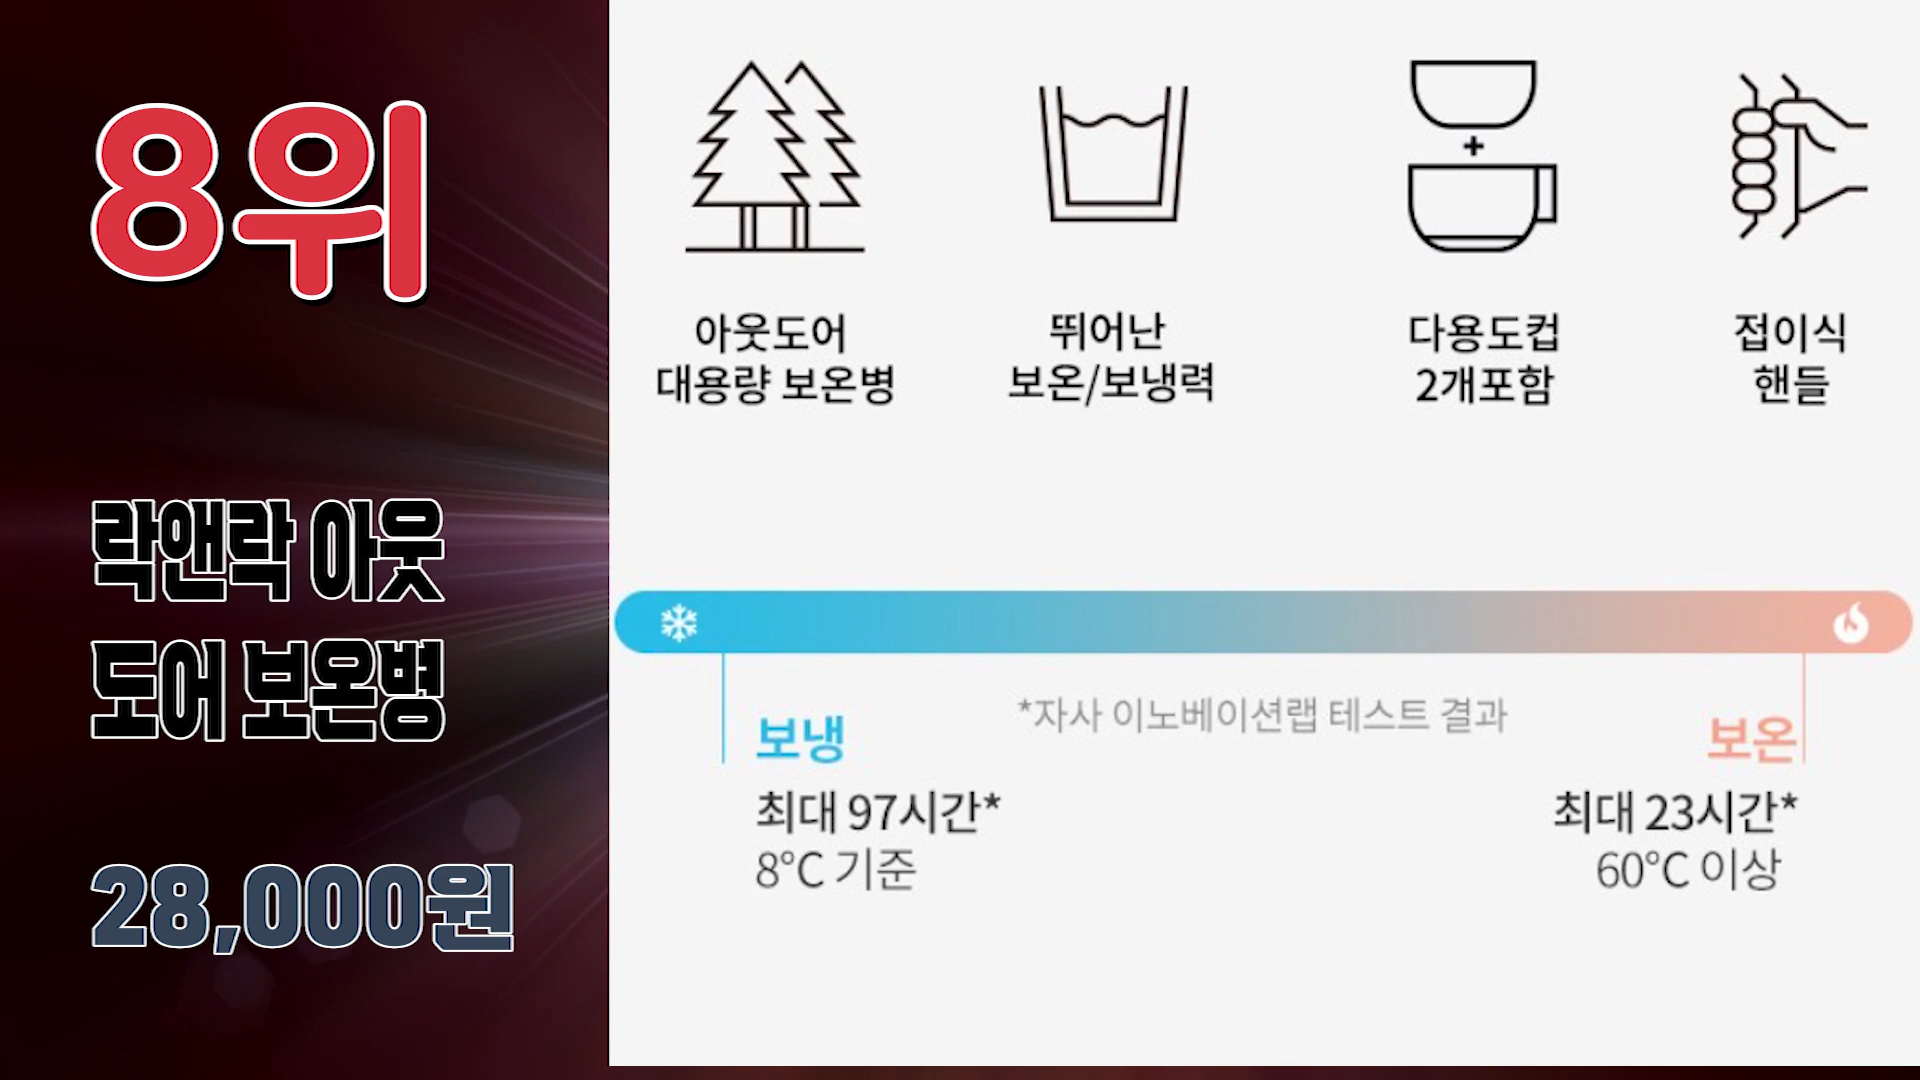 8위
락앤락 아웃
도어 보온병
28,000원
아웃도어
대용량 보온병
뛰어난
보온/보냉력
다용도컵
2개포함
접이식
핸들
*자사 이노베이션랩 테스트 결과
보냉
최대 97시간*
8°C 기준
보온
최대 23시간*
60°C 이상